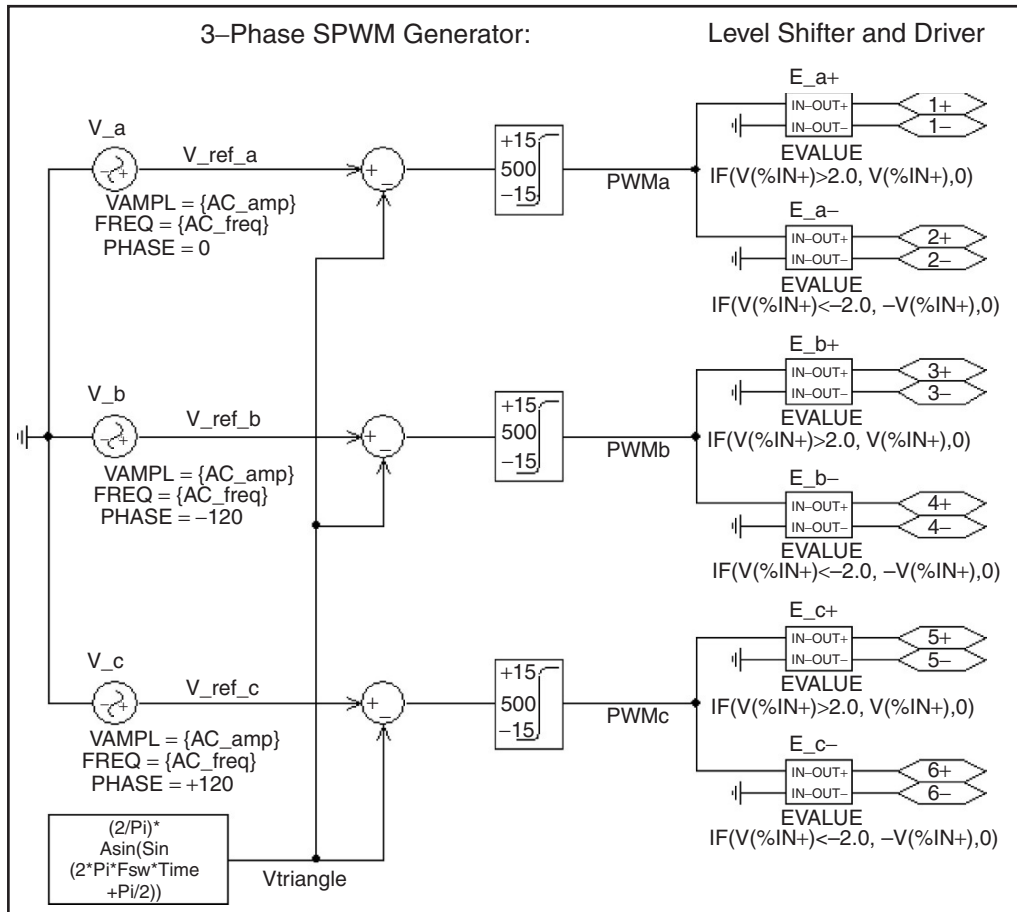 3–Phase SPWM Generator:
Level Shifter and Driver
V_a
V_ref_a
– +
+
–
+15
500
–15
PWMa
E_a+
IN–OUT+
IN–OUT–
1+
1–
EVALUE
IF(V(%IN+)>2.0, V(%IN+),0)
VAMPL = {AC_amp}
FREQ = {AC_freq}
PHASE = 0
E_a–
IN–OUT+
IN–OUT–
2+
2–
EVALUE
IF(V(%IN+)<–2.0, –V(%IN+),0)
V_b
V_ref_b
– +
+
–
+15
500
–15
PWMb
E_b+
IN–OUT+
IN–OUT–
3+
3–
EVALUE
IF(V(%IN+)>2.0, V(%IN+),0)
VAMPL = {AC_amp}
FREQ = {AC_freq}
PHASE = –120
E_b-
IN–OUT+
IN–OUT–
4+
4–
EVALUE
IF(V(%IN+)<–2.0, –V(%IN+),0)
V_c
V_ref_c
– +
+
–
+15
500
–15
PWMc
E_c+
IN–OUT+
IN–OUT–
5+
5–
EVALUE
IF(V(%IN+)>2.0, V(%IN+),0)
VAMPL = {AC_amp}
FREQ = {AC_freq}
PHASE = +120
E_c–
IN–OUT+
IN–OUT–
6+
6–
EVALUE
IF(V(%IN+)<–2.0, –V(%IN+),0)
(2/Pi)*
Asin(Sin
(2*Pi*Fsw*Time
+Pi/2))
Vtriangle